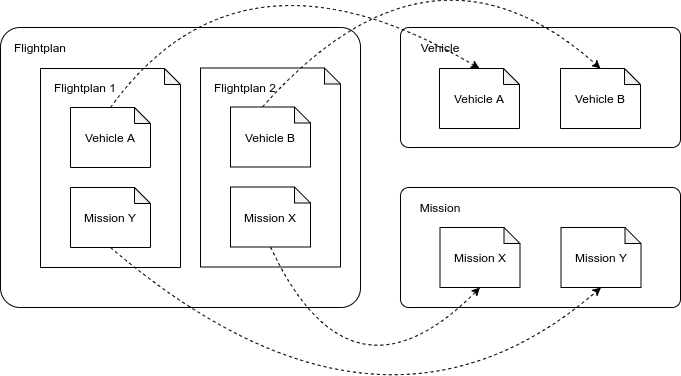 Flightplan
Flightplan 1
Vehicle A
Mission Y
Flightplan 2
Vehicle B
Mission X
Vehicle
Vehicle A
Vehicle B
Mission
Mission X
Mission Y